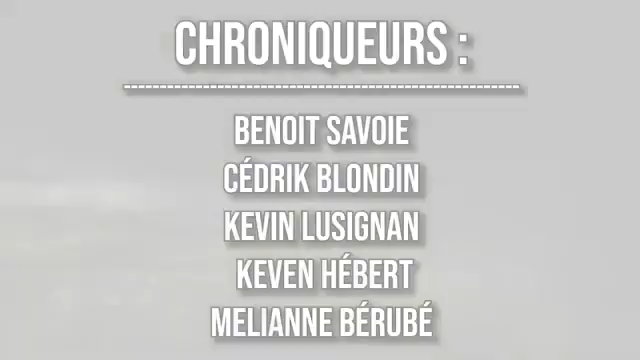 CHRONIQUEURS :
------------------------------------------------------------
BENOIT SAVOIE
CÉDRIK BLONDIN
KEVIN LUSIGNAN
KEVEN HÉBERT
MELIANNE BÉRUBÉ